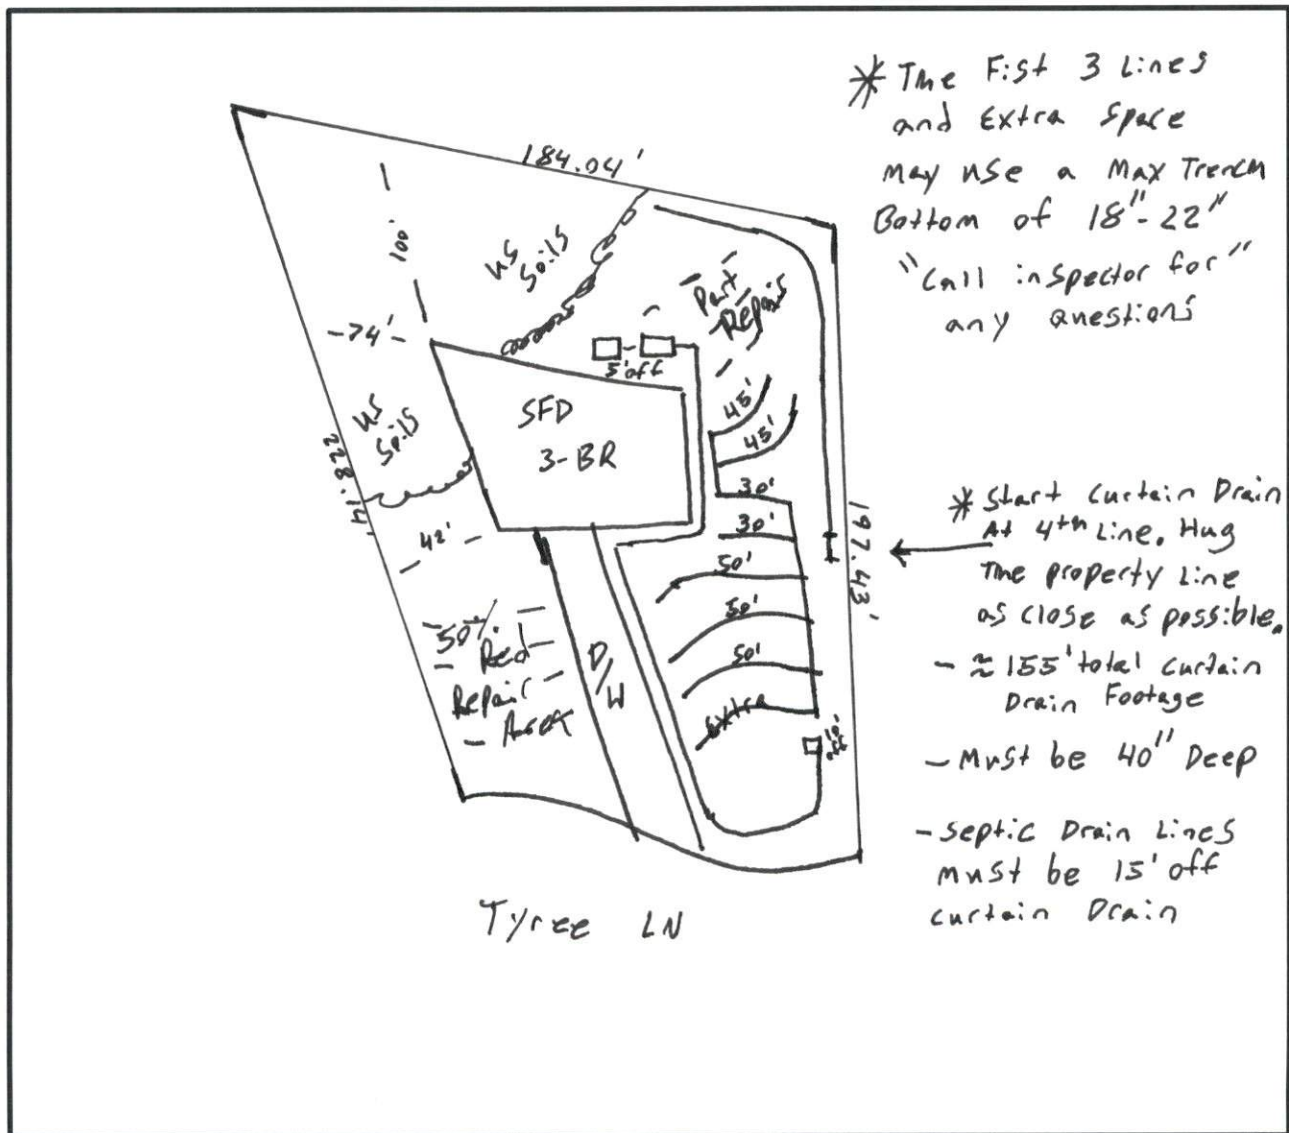 * The Fist 3 Lines
and Extra Space
May use a Max Trench
Bottom of 18"-22"
"Call inspector for"
any questions
184.04'
100'
us
Soils
Part
Repair
-74'-
5'off
us
Soils
SFD
3-BR
45'
45'
30'
30'
50'
50'
50'
Extra
10'
off
228.14'
197.43'
42'
50%
Red
Repair
Area
D/W
* Start Curtain Drain
At 4th Line. Hug
The property Line
as close as possible.
- ≈155' total curtain
Drain Footage
- Must be 40" Deep
- Septic Drain Lines
must be 15' off
curtain Drain
Tyree LN